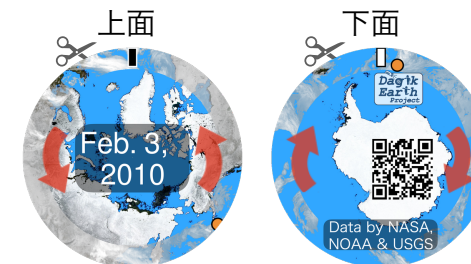 上面
下面
Feb. 3,
2010
Dagik
Earth
Project
Data by NASA,
NOAA & USGS